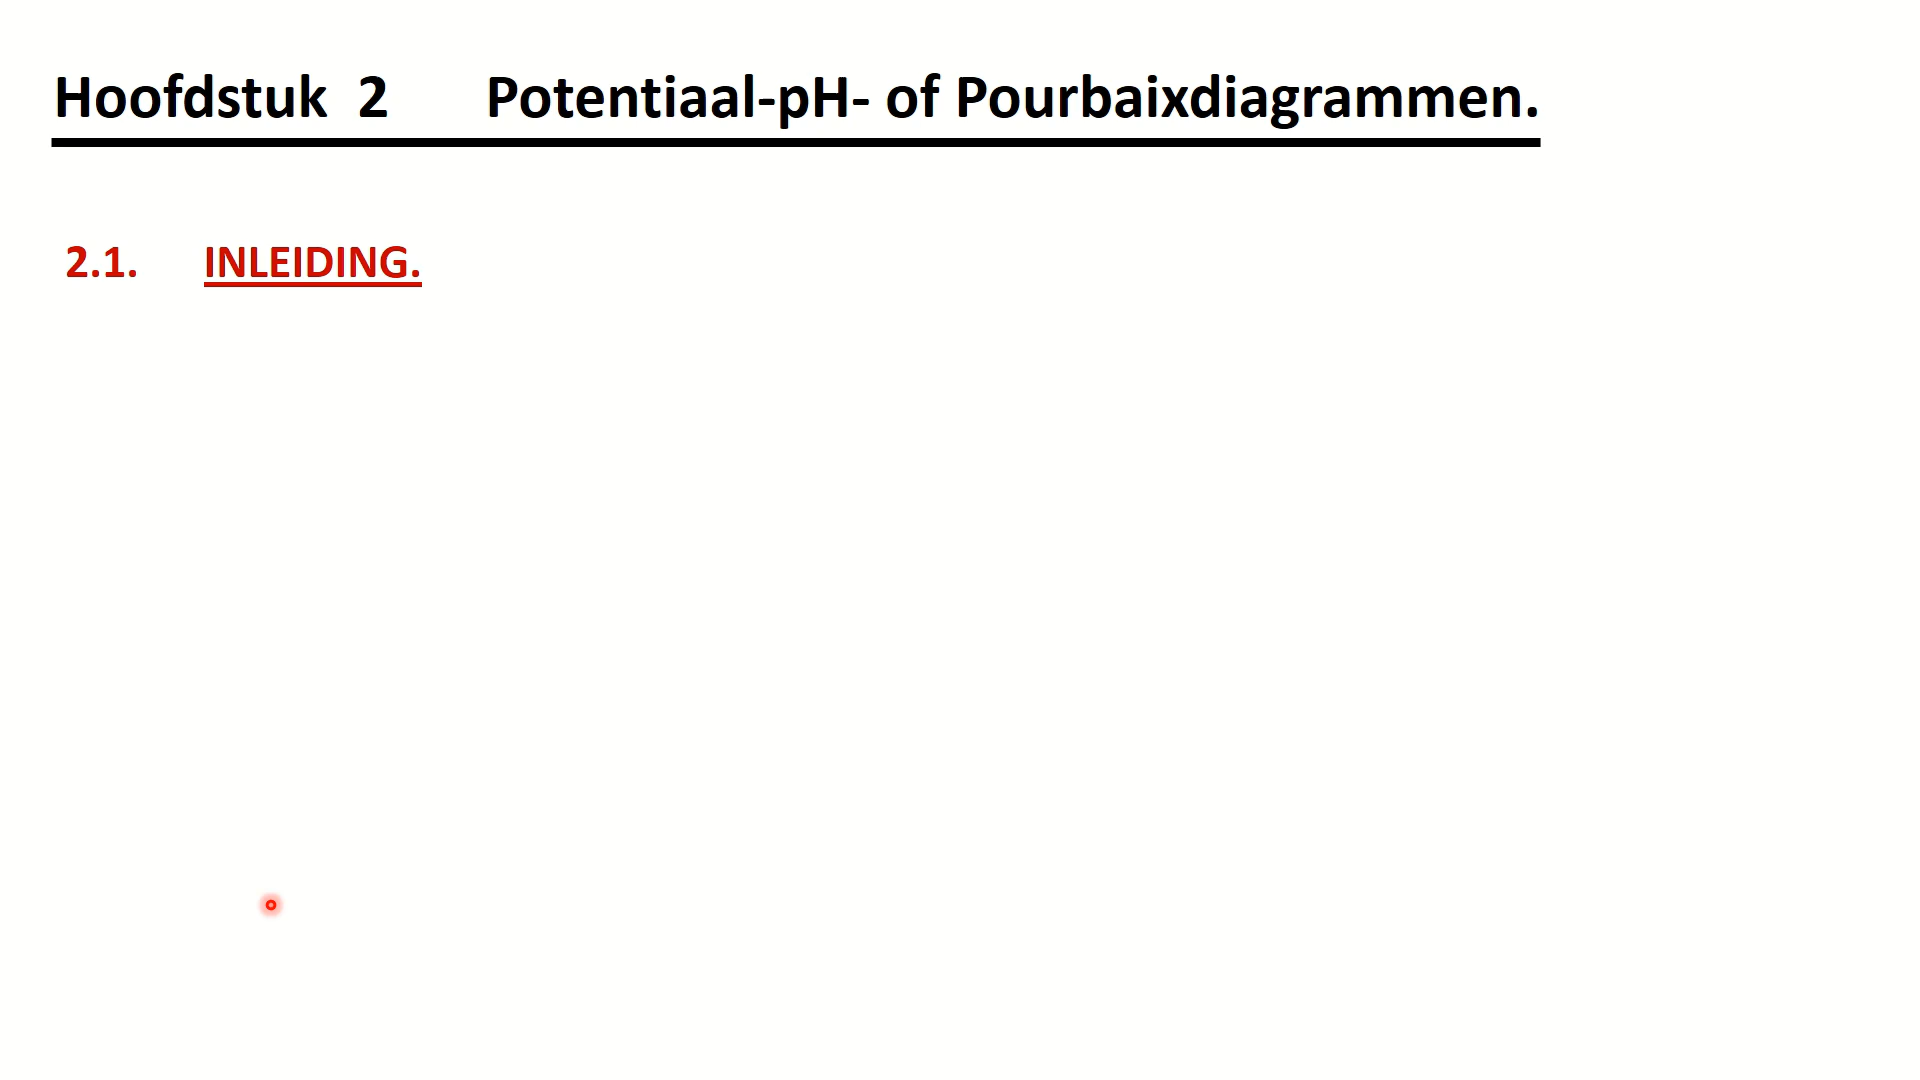 Hoofdstuk 2 Potentiaal-pH- of Pourbaixdiagrammen.
2.1. INLEIDING.